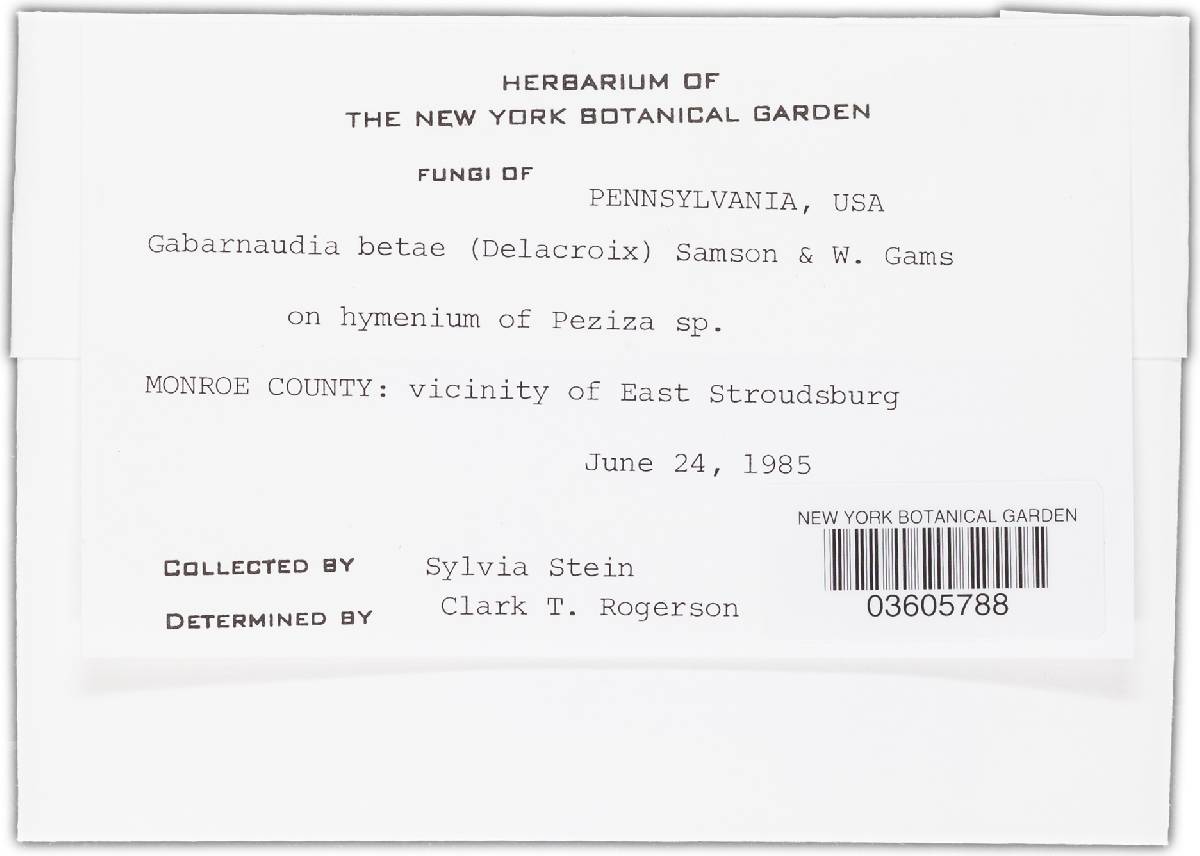 HERBARIUM OF
THE NEW YORK BOTANICAL GARDEN
FUNGI OF
PENNSYLVANIA, USA
Gabarnaudia betae (Delacroix) Samson & W. Gams
on hymenium of Peziza sp.
MONROE COUNTY: vicinity of East Stroudsburg
June 24, 1985
NEW YORK BOTANICAL GARDEN
03605788
COLLECTED BY Sylvia Stein
DETERMINED BY Clark T. Rogerson